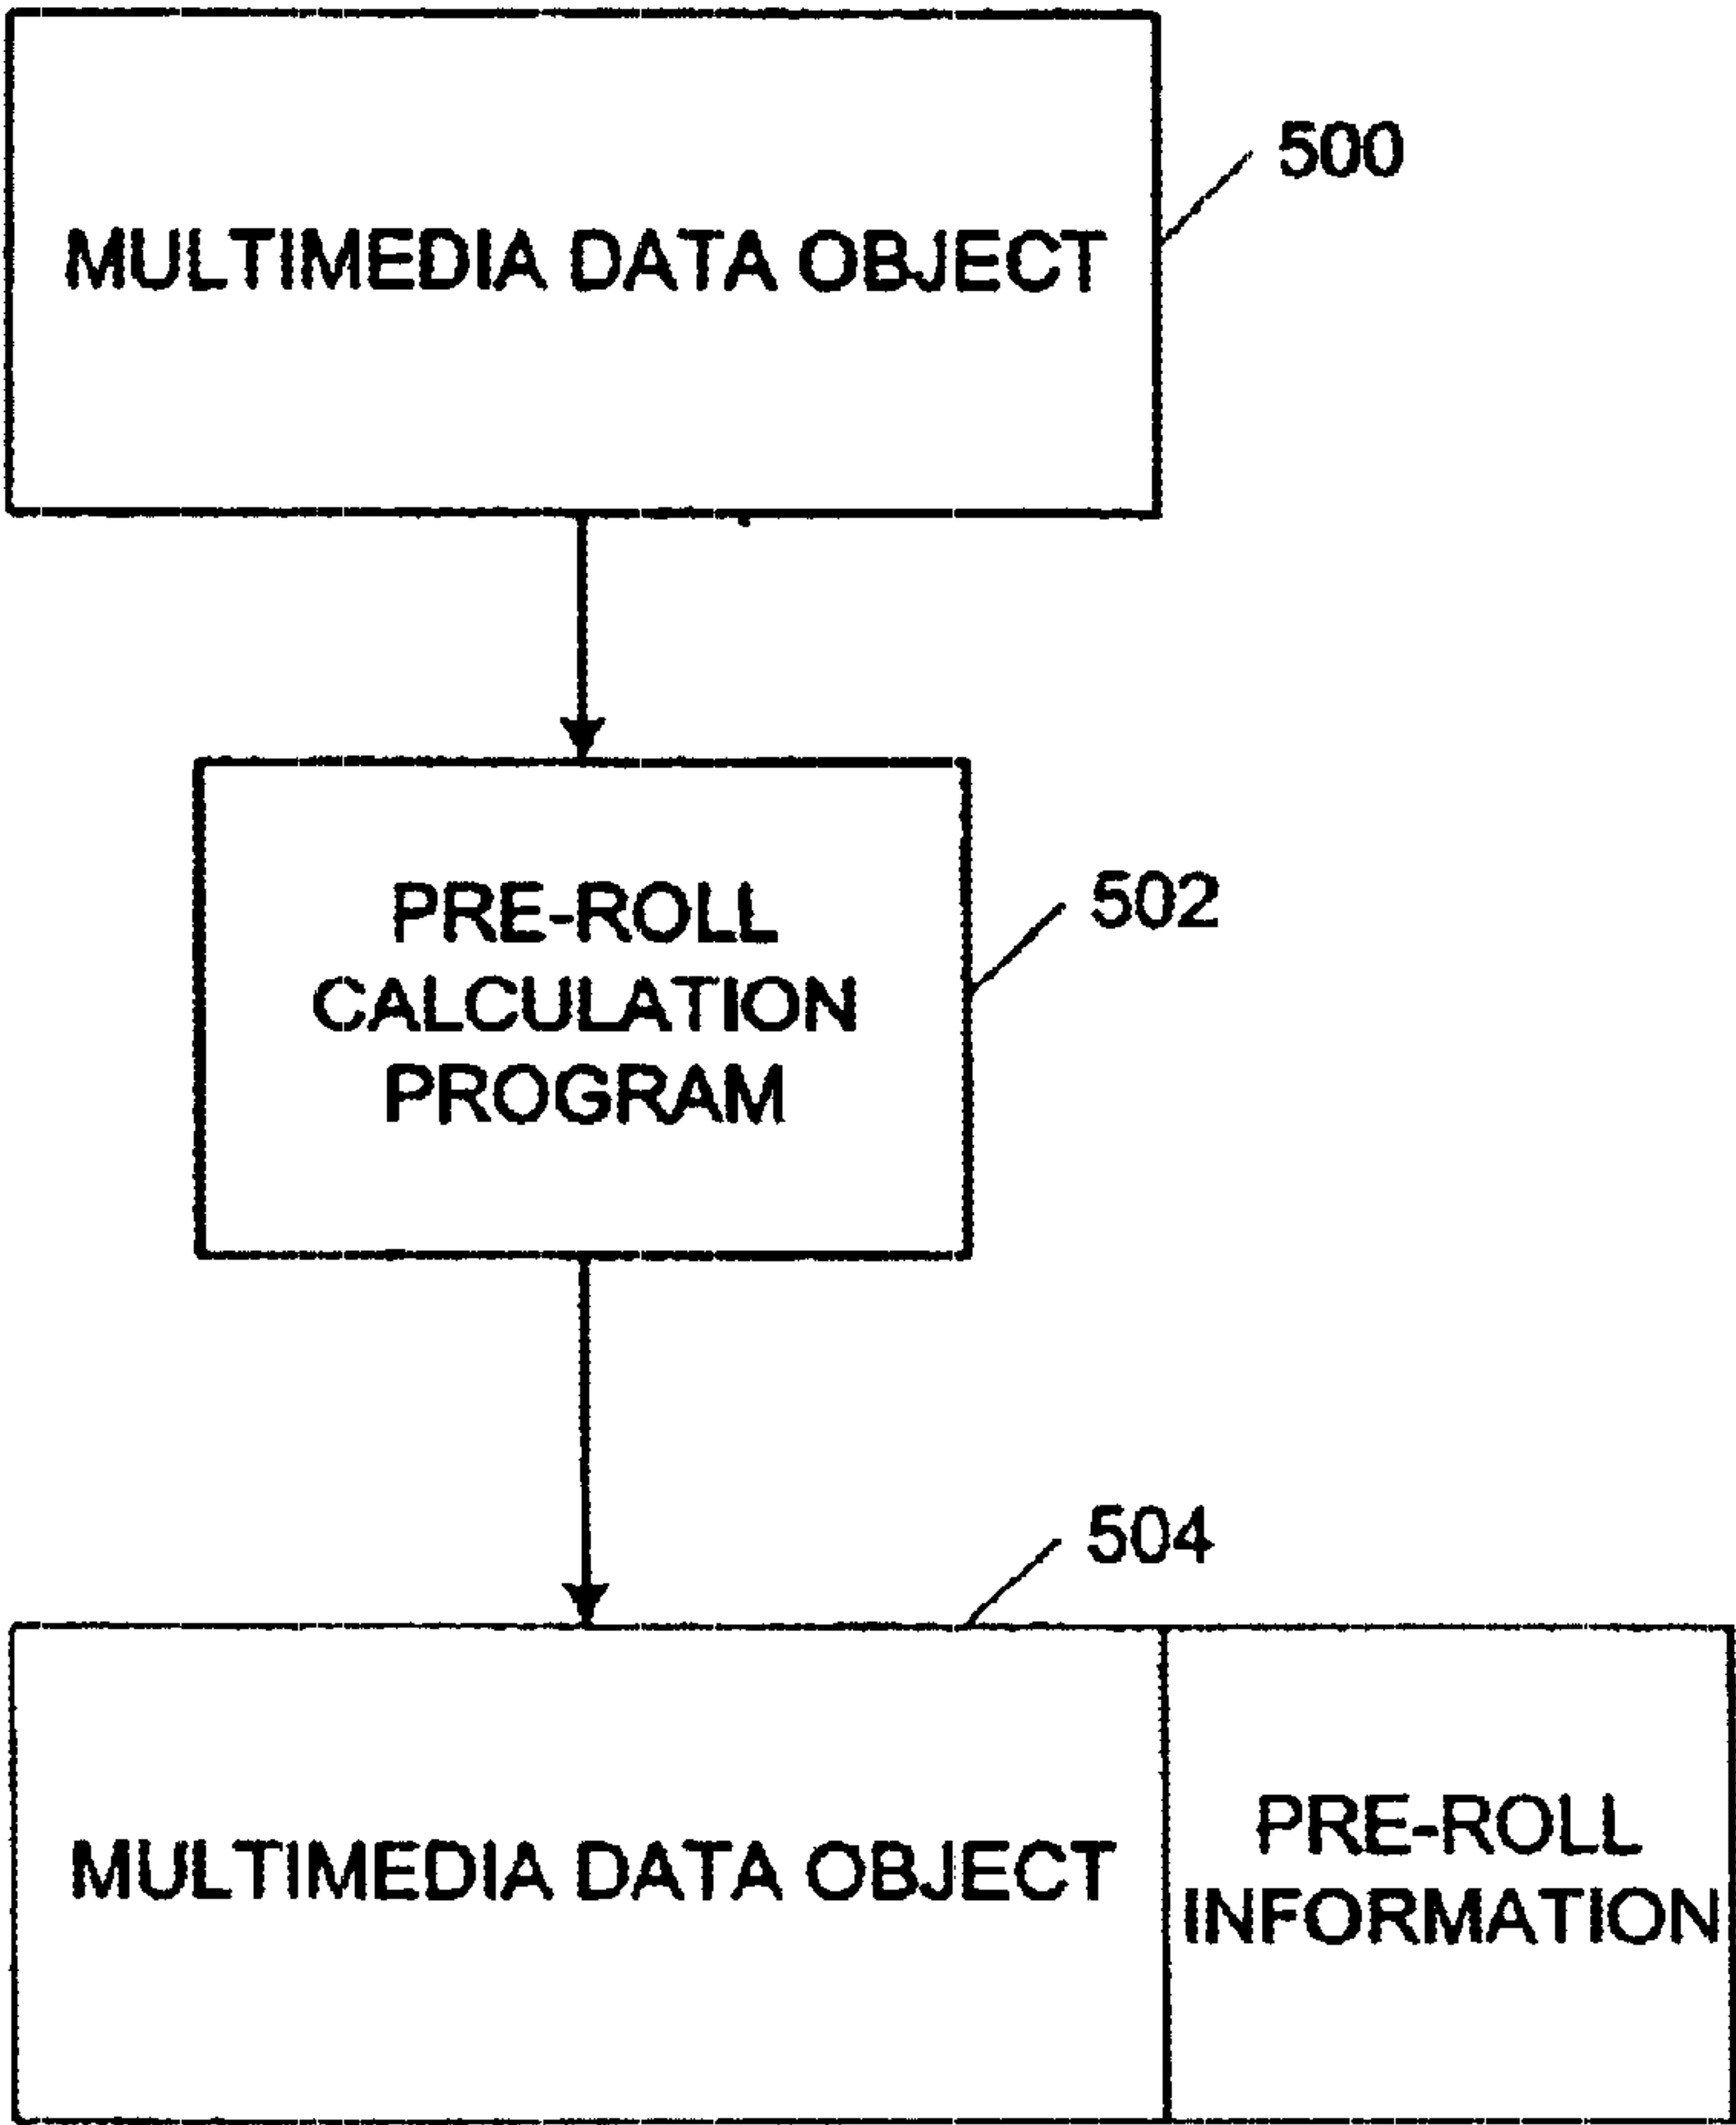 500
MULTIMEDIA DATA OBJECT
PRE-ROLL
CALCULATION
PROGRAM
502
504
MULTIMEDIA DATA OBJECT
PRE-ROLL
INFORMATION